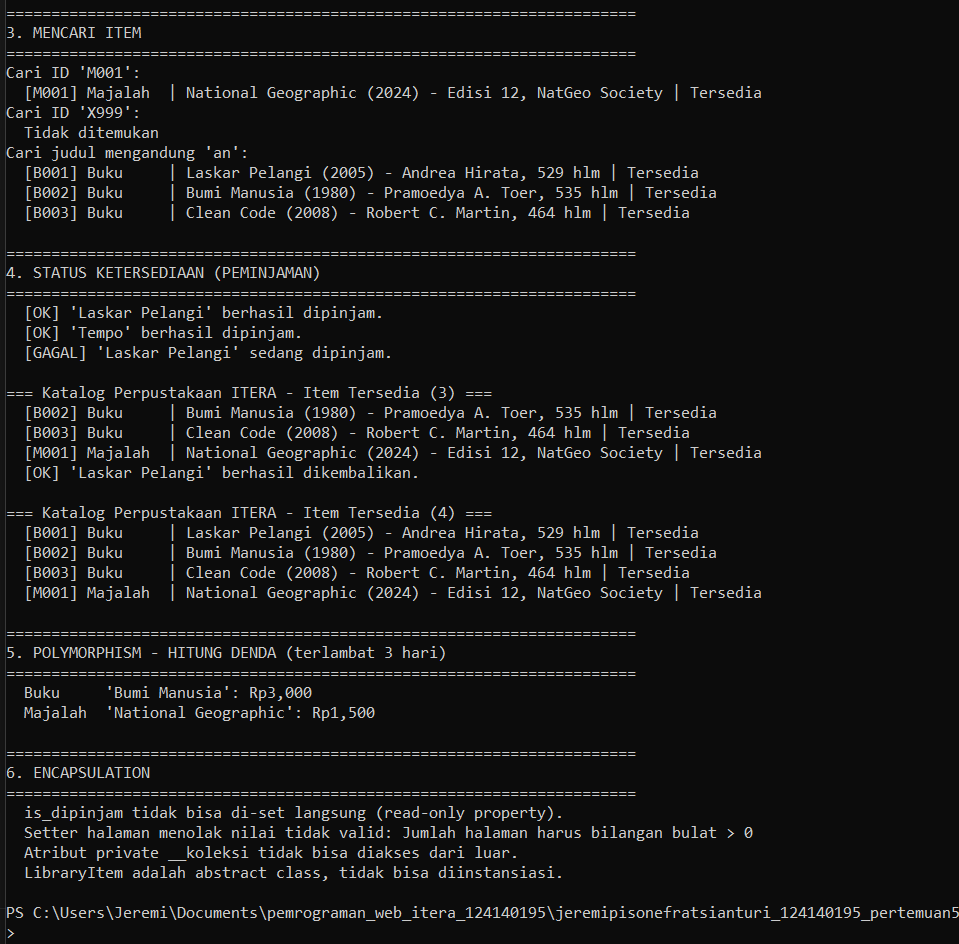 ======================================================================
3. MENCARI ITEM
======================================================================
Cari ID 'M001':
  [M001] Majalah  | National Geographic (2024) - Edisi 12, NatGeo Society | Tersedia
Cari ID 'X999':
  Tidak ditemukan
Cari judul mengandung 'an':
  [B001] Buku     | Laskar Pelangi (2005) - Andrea Hirata, 529 hlm | Tersedia
  [B002] Buku     | Bumi Manusia (1980) - Pramoedya A. Toer, 535 hlm | Tersedia
  [B003] Buku     | Clean Code (2008) - Robert C. Martin, 464 hlm | Tersedia

======================================================================
4. STATUS KETERSEDIAAN (PEMINJAMAN)
======================================================================
  [OK] 'Laskar Pelangi' berhasil dipinjam.
  [OK] 'Tempo' berhasil dipinjam.
  [GAGAL] 'Laskar Pelangi' sedang dipinjam.

=== Katalog Perpustakaan ITERA - Item Tersedia (3) ===
  [B002] Buku     | Bumi Manusia (1980) - Pramoedya A. Toer, 535 hlm | Tersedia
  [B003] Buku     | Clean Code (2008) - Robert C. Martin, 464 hlm | Tersedia
  [M001] Majalah  | National Geographic (2024) - Edisi 12, NatGeo Society | Tersedia
  [OK] 'Laskar Pelangi' berhasil dikembalikan.

=== Katalog Perpustakaan ITERA - Item Tersedia (4) ===
  [B001] Buku     | Laskar Pelangi (2005) - Andrea Hirata, 529 hlm | Tersedia
  [B002] Buku     | Bumi Manusia (1980) - Pramoedya A. Toer, 535 hlm | Tersedia
  [B003] Buku     | Clean Code (2008) - Robert C. Martin, 464 hlm | Tersedia
  [M001] Majalah  | National Geographic (2024) - Edisi 12, NatGeo Society | Tersedia

======================================================================
5. POLYMORPHISM - HITUNG DENDA (terlambat 3 hari)
======================================================================
  Buku     'Bumi Manusia': Rp3,000
  Majalah  'National Geographic': Rp1,500

======================================================================
6. ENCAPSULATION
======================================================================
  is_dipinjam tidak bisa di-set langsung (read-only property).
  Setter halaman menolak nilai tidak valid: Jumlah halaman harus bilangan bulat > 0
  Atribut private __koleksi tidak bisa diakses dari luar.
  LibraryItem adalah abstract class, tidak bisa diinstansiasi.

PS C:\Users\Jeremi\Documents\pemrograman_web_itera_124140195\jeremipisonefratsianturi_124140195_pertemuan5
>